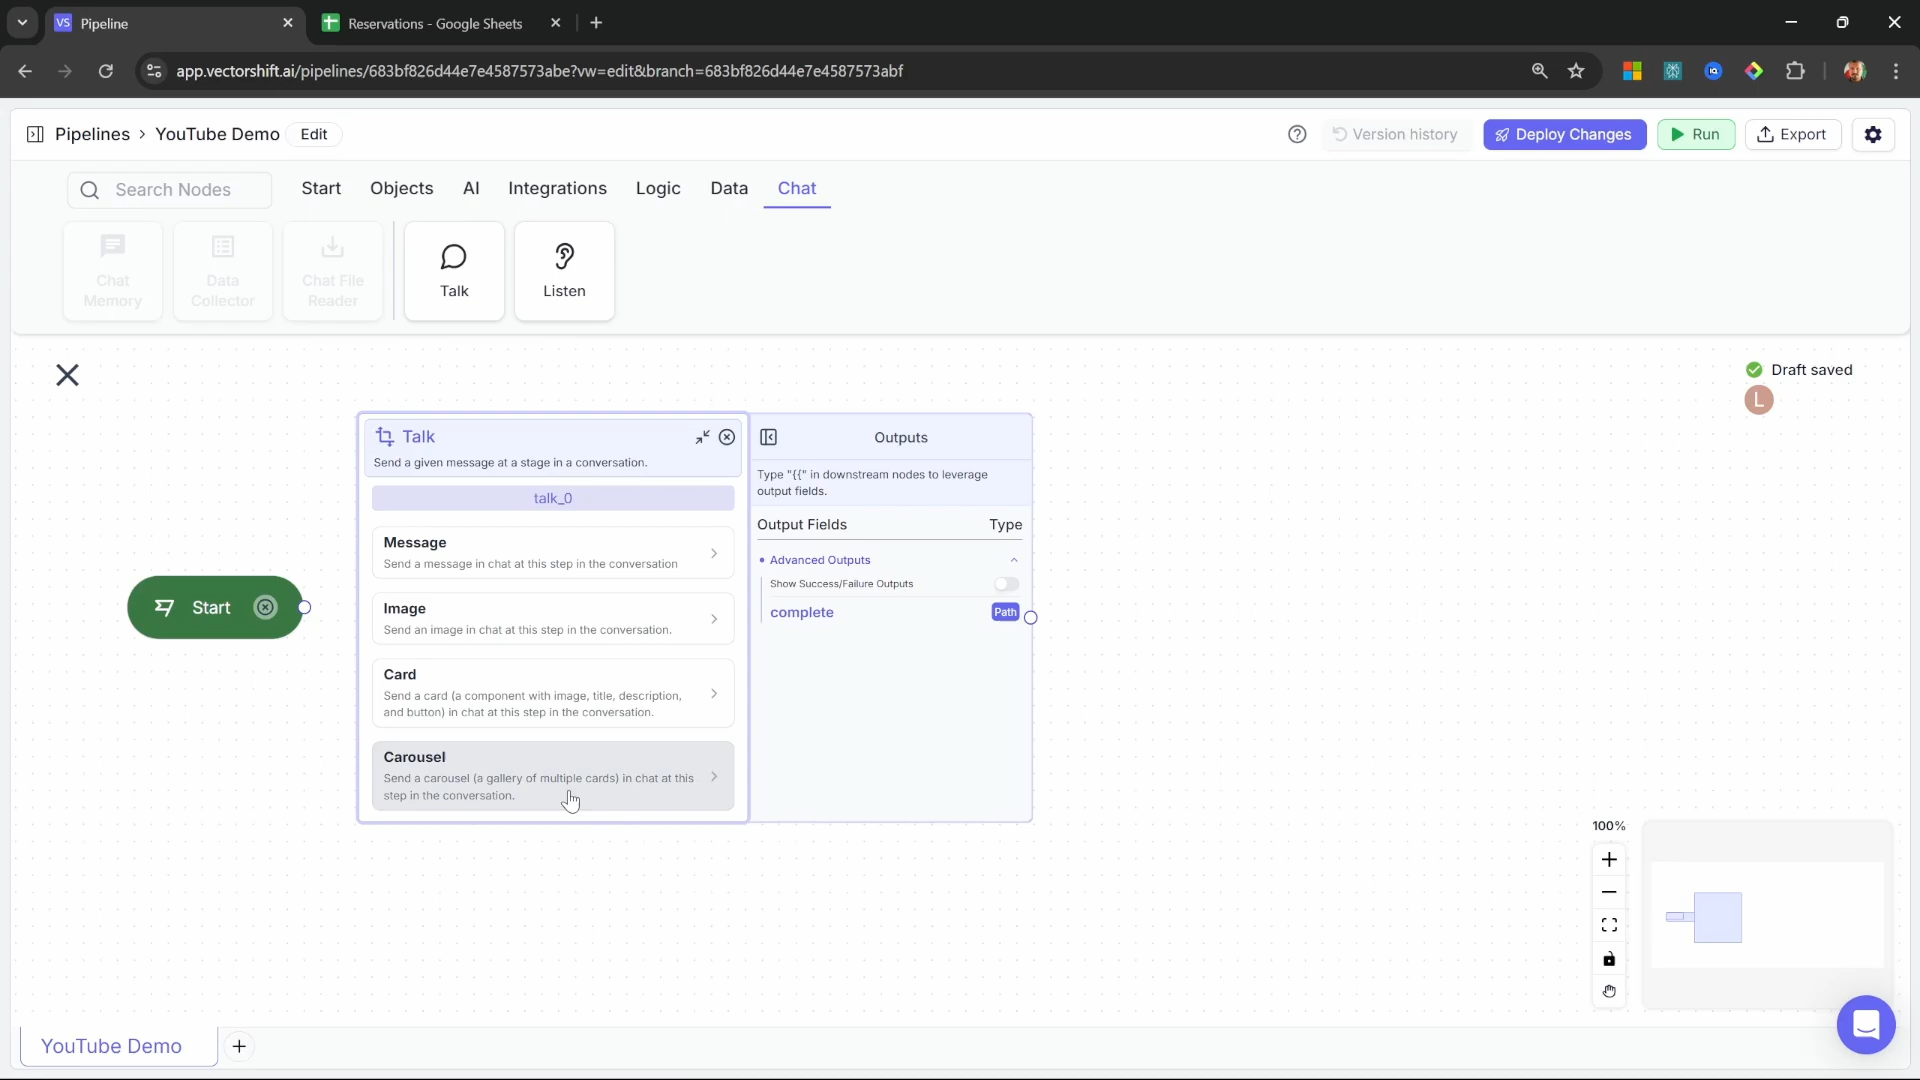 VS Pipeline
Reservations - Google Sheets
app.vectorshift.ai/pipelines/683bf826d44e7e4587573abe?vw=edit&branch=683bf826d44e7e4587573abf
Pipelines > YouTube Demo Edit
Version history
Deploy Changes
Run
Export
Search Nodes
Start
Objects
AI
Integrations
Logic
Data
Chat
Chat
Memory
Data
Collector
Chat File
Reader
Talk
Listen
Draft saved
L
Talk
Send a given message at a stage in a conversation.
talk_0
Message
Send a message in chat at this step in the conversation
Image
Send an image in chat at this step in the conversation.
Card
Send a card (a component with image, title, description,
and button) in chat at this step in the conversation.
Carousel
Send a carousel (a gallery of multiple cards) in chat at this
step in the conversation.
Outputs
Type "{{" in downstream nodes to leverage
output fields.
Output Fields Type
Advanced Outputs
Show Success/Failure Outputs
complete Path
Start
100%
YouTube Demo